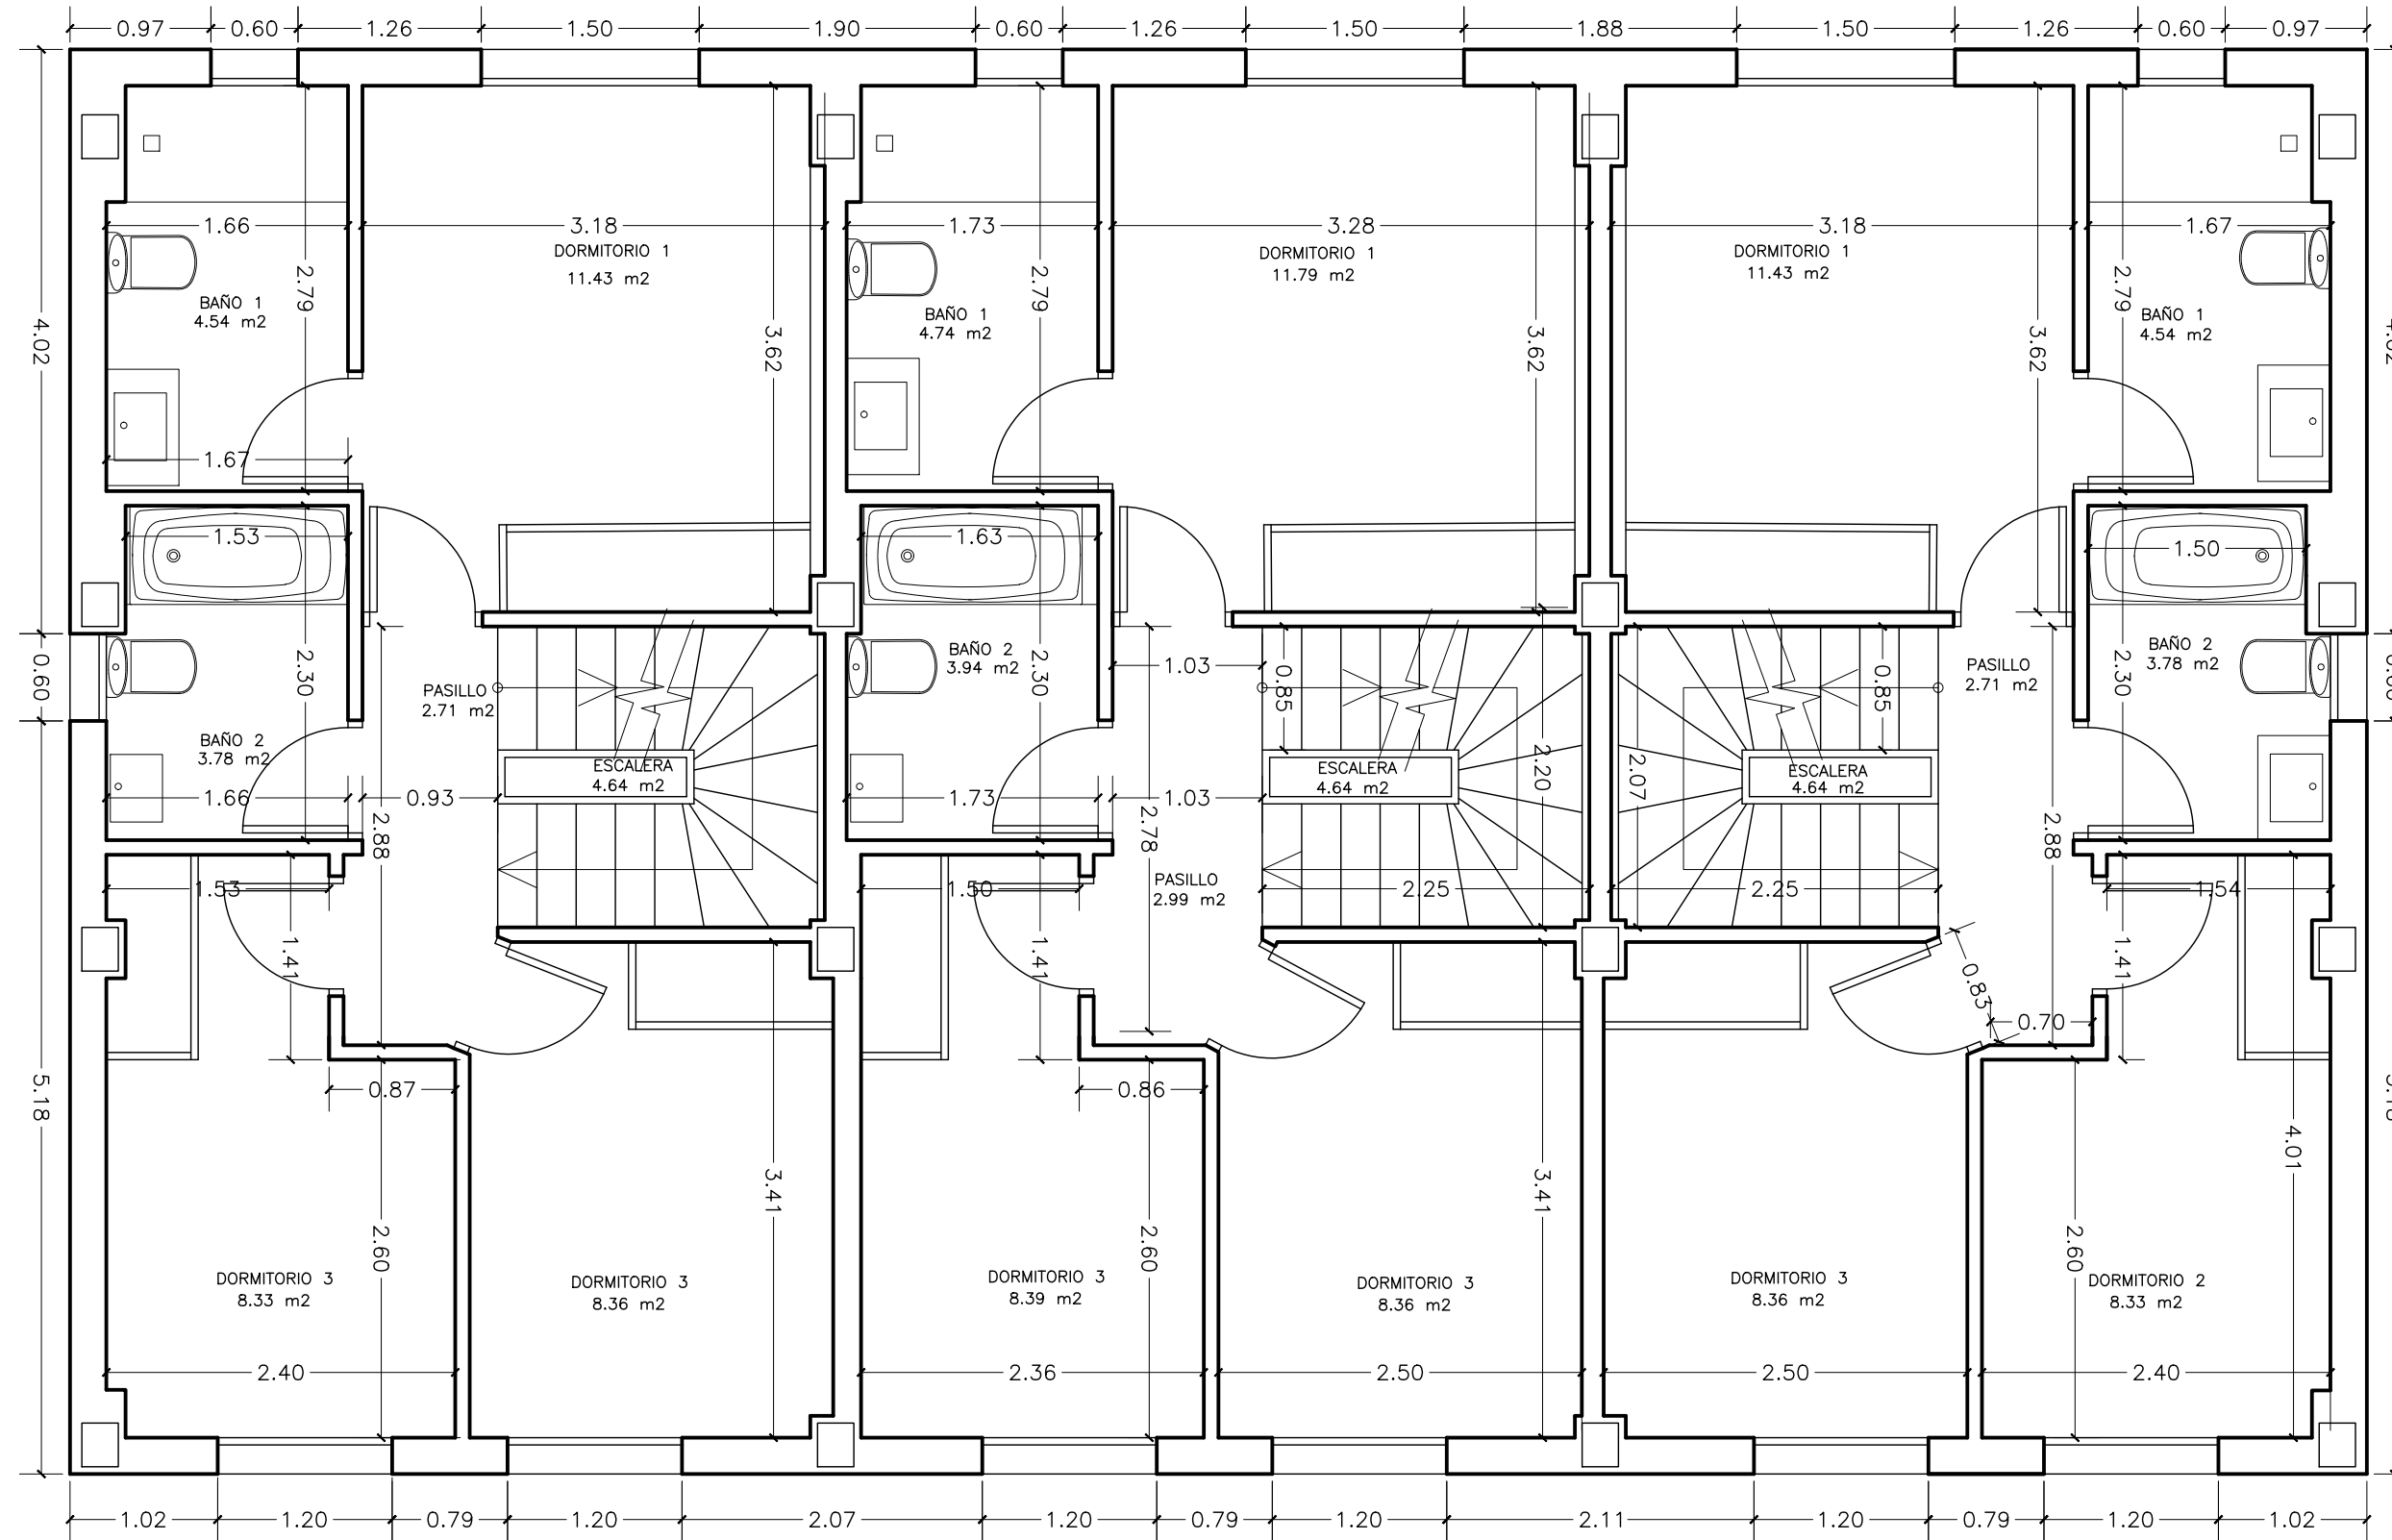 0.97 0.60 1.26 1.50 1.90 0.60 1.26 1.50 1.88 1.50 1.26 0.60 0.97
1.66 3.18 1.73 3.28 3.18 1.67
DORMITORIO 1
11.43 m2
DORMITORIO 1
11.79 m2
DORMITORIO 1
11.43 m2
2.79
2.79
2.79
BAÑO 1
4.54 m2
BAÑO 1
4.74 m2
BAÑO 1
4.54 m2
4.02
3.62
3.62
3.62
1.67
1.53
1.63
1.50
0.60
2.30
2.30
2.30
PASILLO
2.71 m2
BAÑO 2
3.94 m2
1.03
0.85
0.85
PASILLO
2.71 m2
BAÑO 2
3.78 m2
BAÑO 2
3.78 m2
ESCALERA
4.64 m2
ESCALERA
4.64 m2
ESCALERA
4.64 m2
2.20
2.07
1.66 0.93 1.73 1.03
2.88
2.78
2.88
1.53
1.50
PASILLO
2.99 m2
2.25 2.25
1.54
1.41
1.41
1.41
0.83
0.70
5.18
0.87
0.86
3.41
3.41
4.01
2.60
2.60
2.60
DORMITORIO 3
8.33 m2
DORMITORIO 3
8.36 m2
DORMITORIO 3
8.39 m2
DORMITORIO 3
8.36 m2
DORMITORIO 3
8.36 m2
DORMITORIO 2
8.33 m2
2.40 2.36 2.50 2.50 2.40
1.02 1.20 0.79 1.20 2.07 1.20 0.79 1.20 2.11 1.20 0.79 1.20 1.02